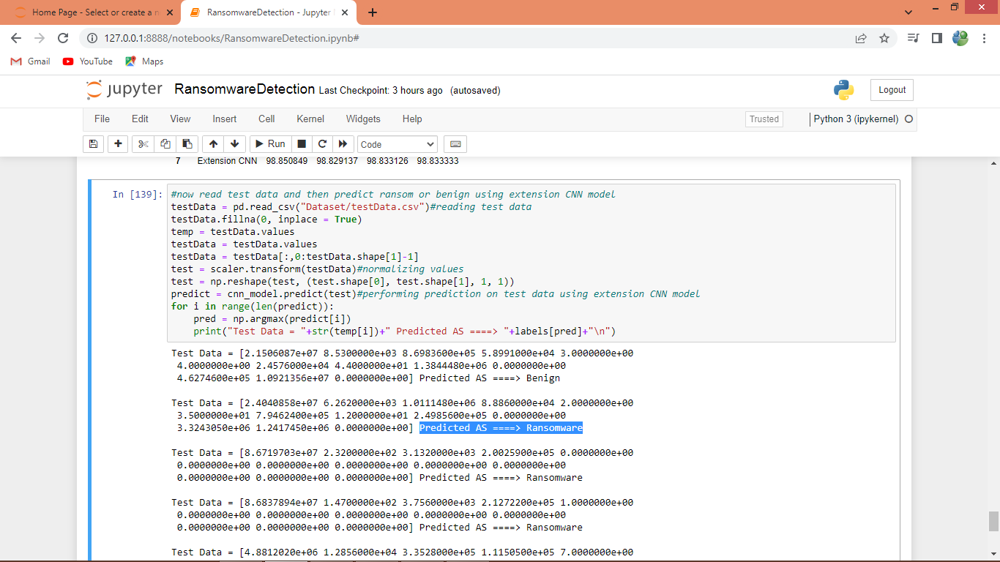 Home Page - Select or create a n
RansomwareDetection - Jupyter
127.0.0.1:8888/notebooks/RansomwareDetection.ipynb#
Gmail YouTube Maps
jupyter RansomwareDetection Last Checkpoint: 3 hours ago (autosaved) Logout
File Edit View Insert Cell Kernel Widgets Help Trusted Python 3 (ipykernel)
Run Code
7 Extension CNN 98.850849 98.829137 98.833126 98.833333
In [139]: #now read test data and then predict ransom or benign using extension CNN model
testData = pd.read_csv("Dataset/testData.csv")#reading test data
testData.fillna(0, inplace = True)
temp = testData.values
testData = testData.values
testData = testData[:,0:testData.shape[1]-1]
test = scaler.transform(testData)#normalizing values
test = np.reshape(test, (test.shape[0], test.shape[1], 1, 1))
predict = cnn_model.predict(test)#performing prediction on test data using extension CNN model
for i in range(len(predict)):
    pred = np.argmax(predict[i])
    print("Test Data = "+str(temp[i])+" Predicted AS ====> "+labels[pred]+"\n")
Test Data = [2.1506087e+07 8.5300000e+03 8.6983600e+05 5.8991000e+04 3.0000000e+00
4.0000000e+00 2.4576000e+04 4.4000000e+01 1.3844480e+06 0.0000000e+00
4.6274600e+05 1.0921356e+07 0.0000000e+00] Predicted AS ====> Benign
Test Data = [2.4040858e+07 6.2620000e+03 1.0111480e+06 8.8860000e+04 2.0000000e+00
3.5000000e+01 7.9462400e+05 1.2000000e+01 2.4985600e+05 0.0000000e+00
3.3243050e+06 1.2417450e+06 0.0000000e+00] Predicted AS ====> Ransomware
Test Data = [8.6719703e+07 2.3200000e+02 3.1320000e+03 2.0025900e+05 0.0000000e+00
0.0000000e+00 0.0000000e+00 0.0000000e+00 0.0000000e+00 0.0000000e+00
0.0000000e+00 0.0000000e+00 0.0000000e+00] Predicted AS ====> Ransomware
Test Data = [8.6837894e+07 1.4700000e+02 3.7560000e+03 2.1272200e+05 1.0000000e+00
0.0000000e+00 0.0000000e+00 0.0000000e+00 0.0000000e+00 0.0000000e+00
0.0000000e+00 0.0000000e+00 0.0000000e+00] Predicted AS ====> Ransomware
Test Data = [4.8812020e+06 1.2856000e+04 3.3528000e+05 1.1150500e+05 7.0000000e+00